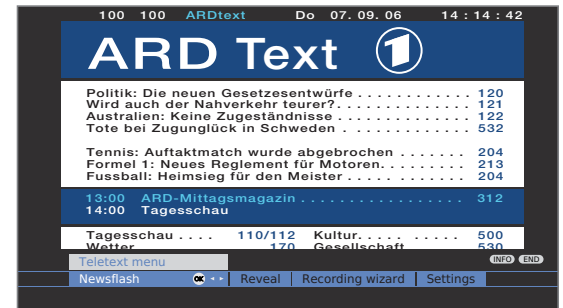 100 100 ARDtext Do 07. 09. 06 14 : 14 : 42
ARD Text 1
Politik: Die neuen Gesetzesentwürfe . . . . . . . . . . . . 120
Wird auch der Nahverkehr teurer?. . . . . . . . . . . . . . 121
Australien: Keine Zugeständnisse . . . . . . . . . . . . . 122
Tote bei Zugunglück in Schweden . . . . . . . . . . . . 532
Tennis: Auftaktmatch wurde abgebrochen . . . . . . . 204
Formel 1: Neues Reglement für Motoren. . . . . . . . . 213
Fussball: Heimsieg für den Meister . . . . . . . . . . . . . 204
13:00 ARD-Mittagsmagazin . . . . . . . . . . . . . . . . . 312
14:00 Tagesschau
Tagesschau . . . . 110/112 Kultur. . . . . . . . . . 500
Wetter 170 Gesellschaft 530
Teletext menu INFO END
Newsflash OK Reveal Recording wizard Settings